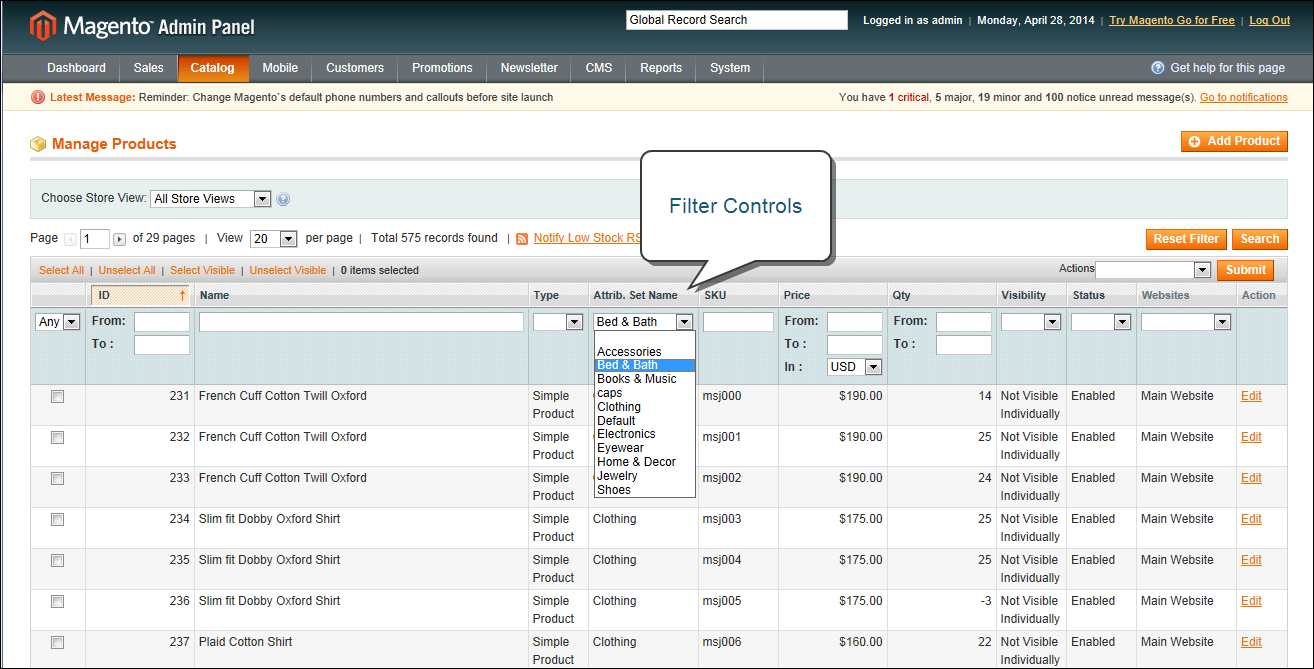 Magento™ Admin Panel
Global Record Search
Logged in as admin | Monday, April 28, 2014 | Try Magento Go for Free | Log Out
Dashboard Sales Catalog Mobile Customers Promotions Newsletter CMS Reports System Get help for this page
Latest Message: Reminder: Change Magento`s default phone numbers and callouts before site launch You have 1 critical, 5 major, 19 minor and 100 notice unread message(s). Go to notifications
Manage Products Add Product
Filter Controls
Choose Store View: All Store Views
Page 1 of 29 pages | View 20 per page | Total 575 records found | Notify Low Stock RS Reset Filter Search
Select All | Unselect All | Select Visible | Unselect Visible | 0 items selected Actions Submit
ID Name Type Attrib. Set Name SKU Price Qty Visibility Status Websites Action
Any From: Bed & Bath From: From:
To : To : To :
In : USD
Accessories
Bed & Bath
Books & Music
caps
Clothing
Default
Electronics
Eyewear
Home & Decor
Jewelry
Shoes
231 French Cuff Cotton Twill Oxford Simple msj000 $190.00 14 Not Visible Enabled Main Website Edit
Product Individually
232 French Cuff Cotton Twill Oxford Simple msj001 $190.00 25 Not Visible Enabled Main Website Edit
Product Individually
233 French Cuff Cotton Twill Oxford Simple msj002 $190.00 24 Not Visible Enabled Main Website Edit
Product Individually
234 Slim fit Dobby Oxford Shirt Simple Clothing msj003 $175.00 25 Not Visible Enabled Main Website Edit
Product Individually
235 Slim fit Dobby Oxford Shirt Simple Clothing msj004 $175.00 25 Not Visible Enabled Main Website Edit
Product Individually
236 Slim fit Dobby Oxford Shirt Simple Clothing msj005 $175.00 -3 Not Visible Enabled Main Website Edit
Product Individually
237 Plaid Cotton Shirt Simple Clothing msj006 $160.00 22 Not Visible Enabled Main Website Edit
Product Individually